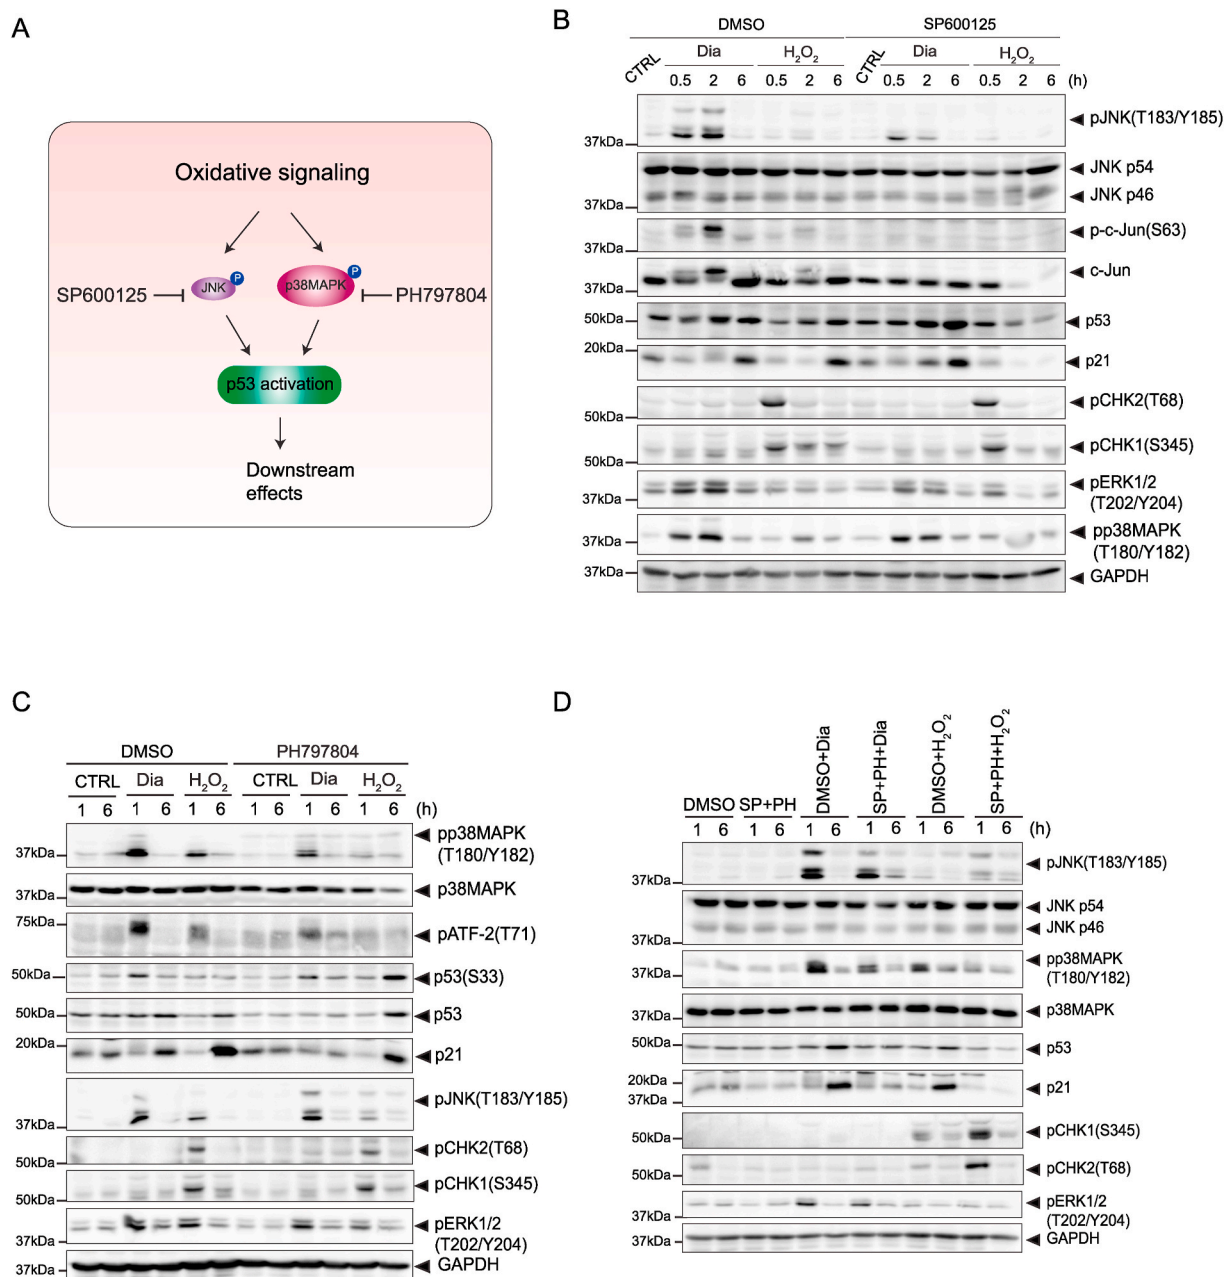 A
Oxidative signaling
SP600125
JNK
P
p38MAPK
P
PH797804
p53 activation
Downstream
effects
B
DMSO
SP600125
CTRL
Dia
H2O2
CTRL
Dia
H2O2
0.5 2 6 0.5 2 6 0.5 2 6 0.5 2 6 (h)
37kDa
pJNK(T183/Y185)
JNK p54
37kDa
JNK p46
37kDa
p-c-Jun(S63)
37kDa
c-Jun
50kDa
p53
20kDa
p21
50kDa
pCHK2(T68)
50kDa
pCHK1(S345)
37kDa
pERK1/2
(T202/Y204)
37kDa
pp38MAPK
(T180/Y182)
37kDa
GAPDH
C
DMSO
PH797804
CTRL Dia H2O2 CTRL Dia H2O2
1 6 1 6 1 6 1 6 1 6 1 6 (h)
37kDa
pp38MAPK
(T180/Y182)
37kDa
p38MAPK
75kDa
pATF-2(T71)
50kDa
p53(S33)
50kDa
p53
20kDa
p21
37kDa
pJNK(T183/Y185)
50kDa
pCHK2(T68)
50kDa
pCHK1(S345)
37kDa
pERK1/2
(T202/Y204)
37kDa
GAPDH
D
DMSO
SP+PH
DMSO+Dia
SP+PH+Dia
DMSO+H2O2
SP+PH+H2O2
1 6 1 6 1 6 1 6 1 6 1 6 (h)
37kDa
pJNK(T183/Y185)
JNK p54
37kDa
JNK p46
37kDa
pp38MAPK
(T180/Y182)
37kDa
p38MAPK
50kDa
p53
20kDa
37kDa
p21
50kDa
pCHK1(S345)
50kDa
pCHK2(T68)
37kDa
pERK1/2
(T202/Y204)
37kDa
GAPDH